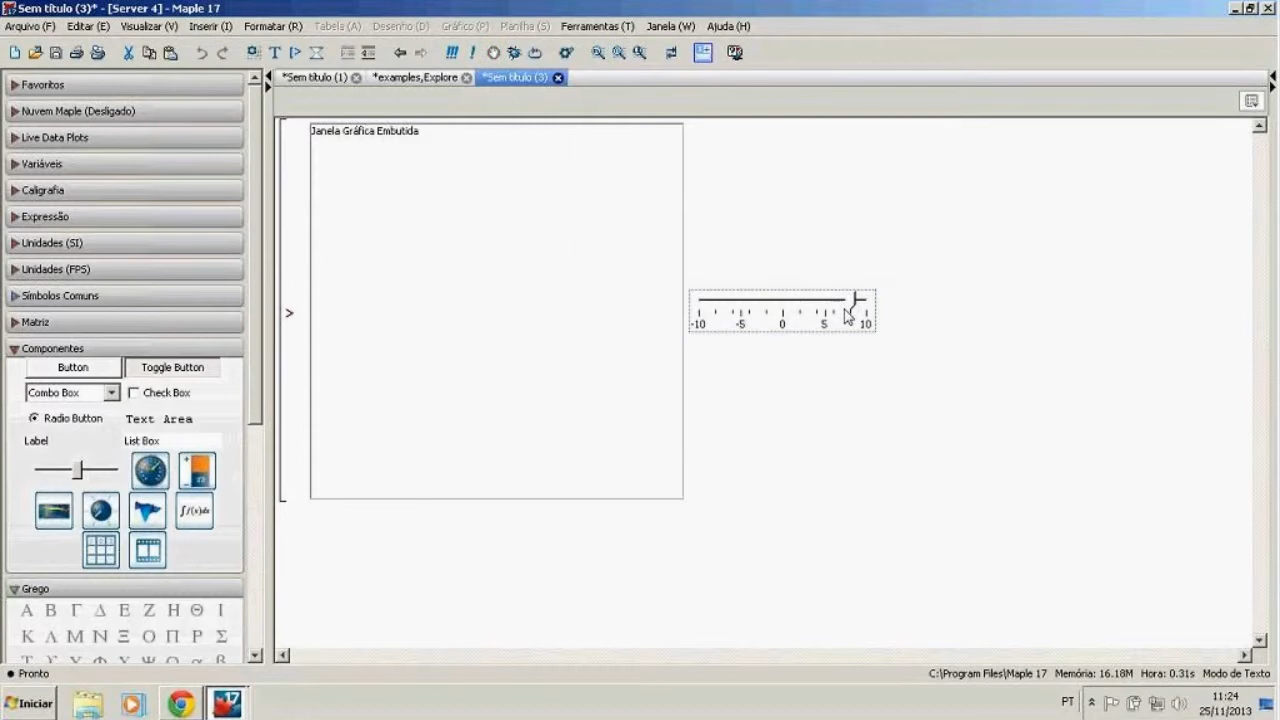 Sem título (3)* - [Server 4] - Maple 17
Arquivo (F) Editar (E) Visualizar (V) Inserir (I) Formatar (R) Tabela (A) Desenho (D) Gráfico (P) Planilha (S) Ferramentas (T) Janela (W) Ajuda (H)
*Sem título (1) *examples,Explore *Sem título (3)
Favoritos
Nuvem Maple (Desligado)
Live Data Plots
Variáveis
Caligrafia
Expressão
Unidades (SI)
Unidades (FPS)
Símbolos Comuns
Matriz
Componentes
Button Toggle Button
Combo Box Check Box
Radio Button Text Area
Label List Box
∫f(x)dx
Grego
Α Β Γ Δ Ε Ζ Η Θ Ι
Κ Λ Μ Ν Ξ Ο Π Ρ Σ
Janela Gráfica Embutida
>
-10 -5 0 5 10
Pronto
C:\Program Files\Maple 17 Memória: 16.18M Hora: 0.31s Modo de Texto
Iniciar
17
PT
11:24
25/11/2013